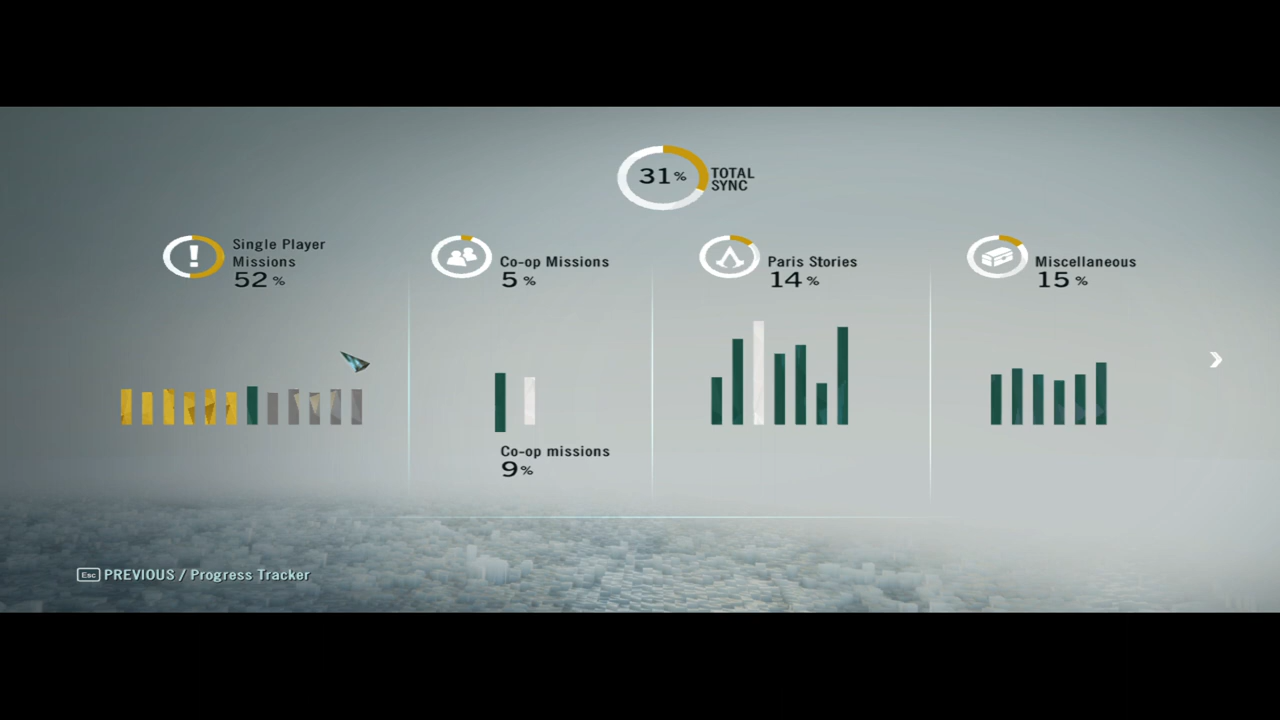 31%
TOTAL
SYNC
Single Player
Missions
52 %
Co-op Missions
5 %
Paris Stories
14 %
Miscellaneous
15 %
Co-op missions
9%
Esc PREVIOUS / Progress Tracker